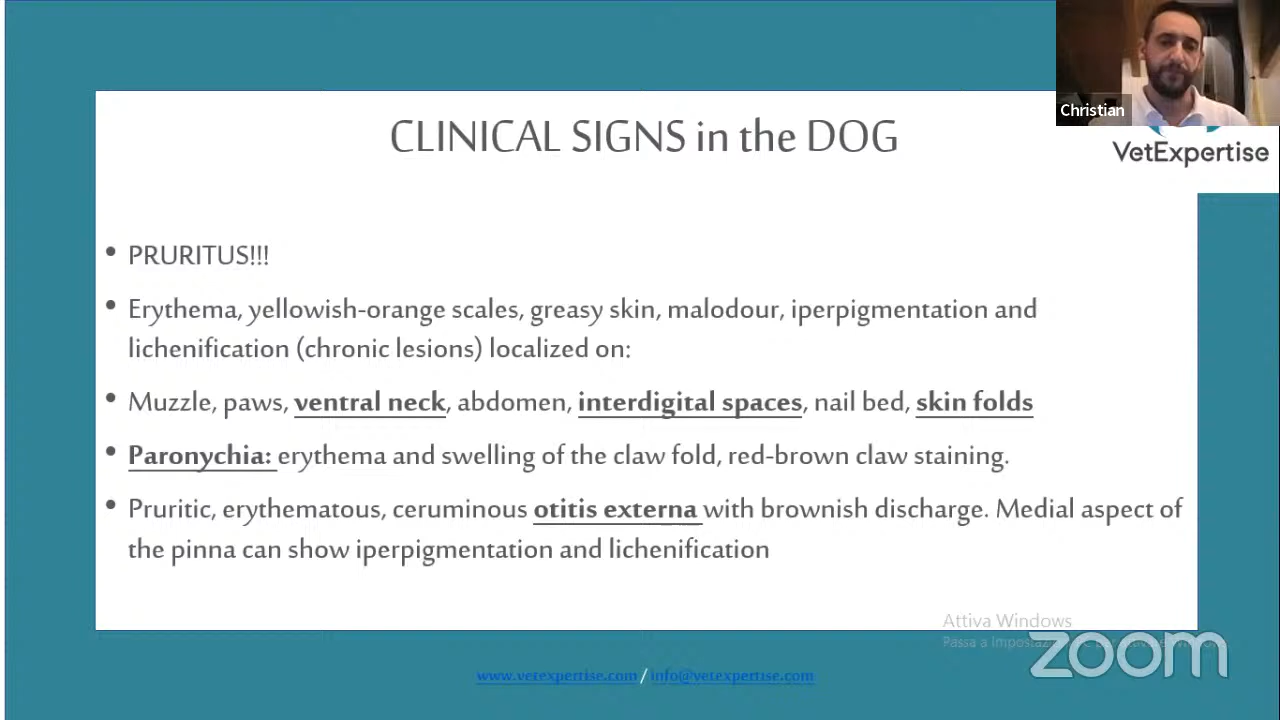 Christian
VetExpertise
CLINICAL SIGNS in the DOG
• PRURITUS!!!
• Erythema, yellowish-orange scales, greasy skin, malodour, iperpigmentation and
lichenification (chronic lesions) localized on:
• Muzzle, paws, ventral neck, abdomen, interdigital spaces, nail bed, skin folds
• Paronychia: erythema and swelling of the claw fold, red-brown claw staining.
• Pruritic, erythematous, ceruminous otitis externa with brownish discharge. Medial aspect of
the pinna can show iperpigmentation and lichenification
Attiva Windows
Passa a
zoom
www.vetexpertise.com / info@vetexpertise.com